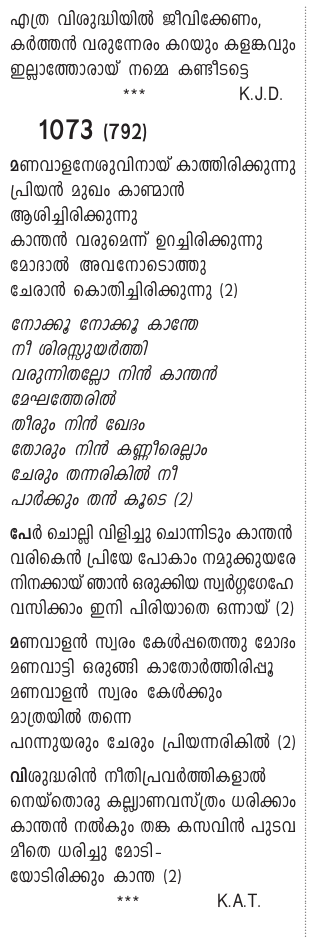 എത്ര വിശുദ്ധിയിൽ ജീവിക്കേണം,
കർത്തൻ വരുന്നേരം കറയും കളങ്കവും
ഇല്ലാത്തോരായ് നമ്മെ കണ്ടീടട്ടെ
*** K.J.D.
1073 (792)
മണവാളനേശുവിനായ് കാത്തിരിക്കുന്നു
പ്രിയൻ മുഖം കാണ്മാൻ
ആശിച്ചിരിക്കുന്നു
കാന്തൻ വരുമെന്ന് ഉറച്ചിരിക്കുന്നു
മോദാൽ അവനോടൊത്തു
ചേരാൻ കൊതിച്ചിരിക്കുന്നു (2)
നോക്കൂ നോക്കൂ കാന്തേ
നീ ശിരസ്സുയർത്തി
വരുന്നിതല്ലോ നിൻ കാന്തൻ
മേഘത്തേരിൽ
തീരും നിൻ ഖേദം
തോരും നിൻ കണ്ണീരെല്ലാം
ചേരും തന്നരികിൽ നീ
പാർക്കും തൻ കൂടെ (2)
പേർ ചൊല്ലി വിളിച്ചു ചൊന്നിടും കാന്തൻ
വരികെൻ പ്രിയേ പോകാം നമുക്കുയരേ
നിനക്കായ് ഞാൻ ഒരുക്കിയ സ്വർഗ്ഗഗേഹേ
വസിക്കാം ഇനി പിരിയാതെ ഒന്നായ് (2)
മണവാളൻ സ്വരം കേൾപ്പതെന്തു മോദം
മണവാട്ടി ഒരുങ്ങി കാതോർത്തിരിപ്പൂ
മണവാളൻ സ്വരം കേൾക്കും
മാത്രയിൽ തന്നെ
പറന്നുയരും ചേരും പ്രിയന്നരികിൽ (2)
വിശുദ്ധരിൻ നീതിപ്രവർത്തികളാൽ
നെയ്തൊരു കല്ല്യാണവസ്ത്രം ധരിക്കാം
കാന്തൻ നൽകും തങ്ക കസവിൻ പുടവ
മീതെ ധരിച്ചു മോടി-
യോടിരിക്കും കാന്ത (2)
*** K.A.T.